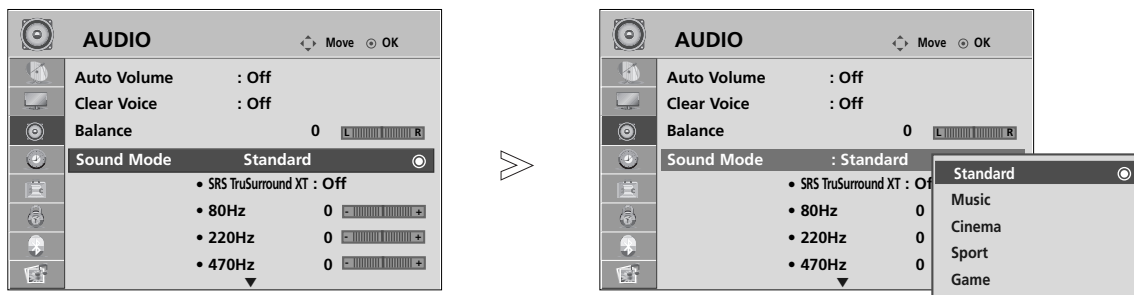 AUDIO Move OK
Auto Volume : Off
Clear Voice : Off
Balance 0 L R
Sound Mode Standard
• SRS TruSurround XT : Off
• 80Hz 0 - +
• 220Hz 0 - +
• 470Hz 0 - +
AUDIO Move OK
Auto Volume : Off
Clear Voice : Off
Balance 0 L R
Sound Mode : Standard
• SRS TruSurround XT : Of
• 80Hz 0
• 220Hz 0
• 470Hz 0
Standard
Music
Cinema
Sport
Game